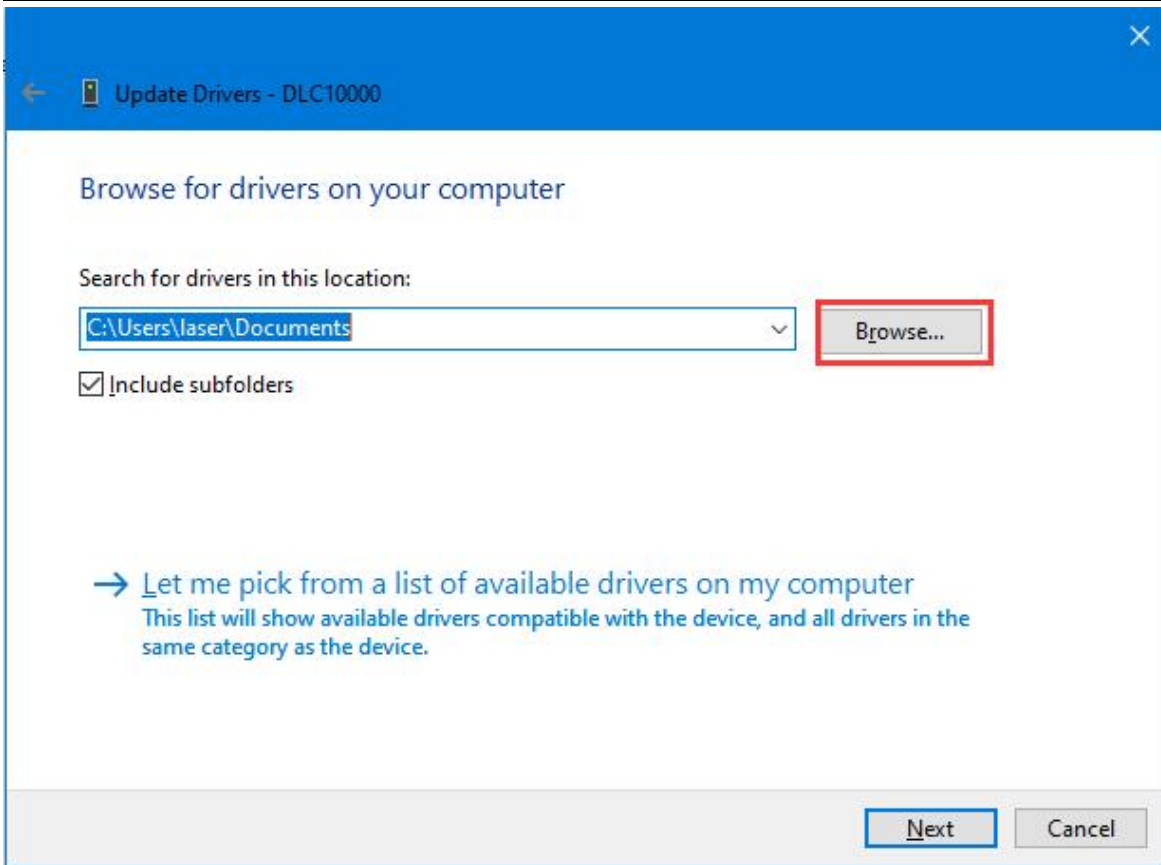 Update Drivers - DLC10000
Browse for drivers on your computer
Search for drivers in this location:
C:\Users\laser\Documents
Browse...
Include subfolders
Let me pick from a list of available drivers on my computer
This list will show available drivers compatible with the device, and all drivers in the
same category as the device.
Next
Cancel